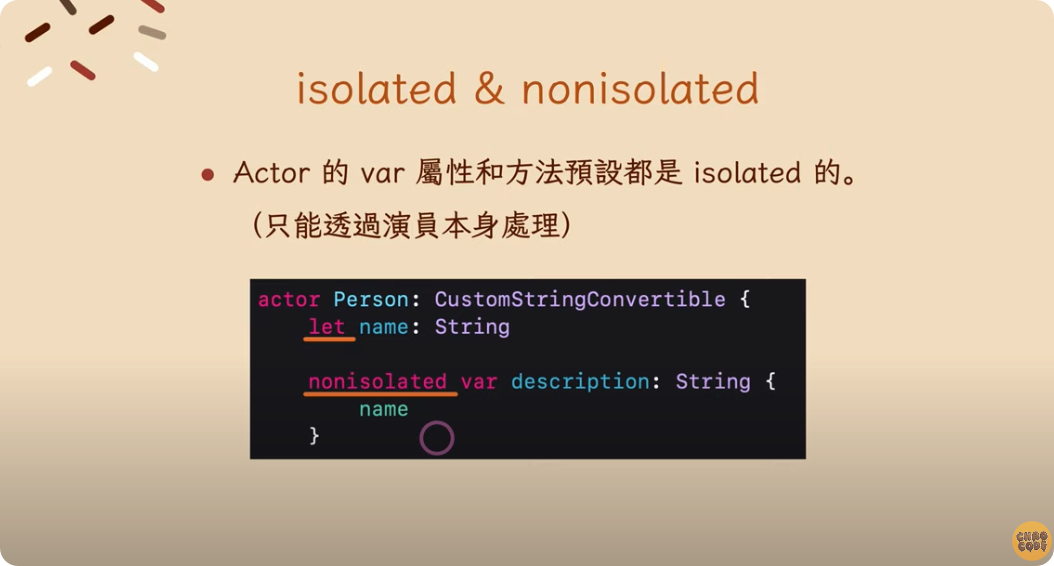 isolated & nonisolated
• Actor 的 var 屬性和方法預設都是 isolated 的。
(只能透過演員本身處理)
actor Person: CustomStringConvertible {
let name: String
nonisolated var description: String {
name
}
CHAO
CODE